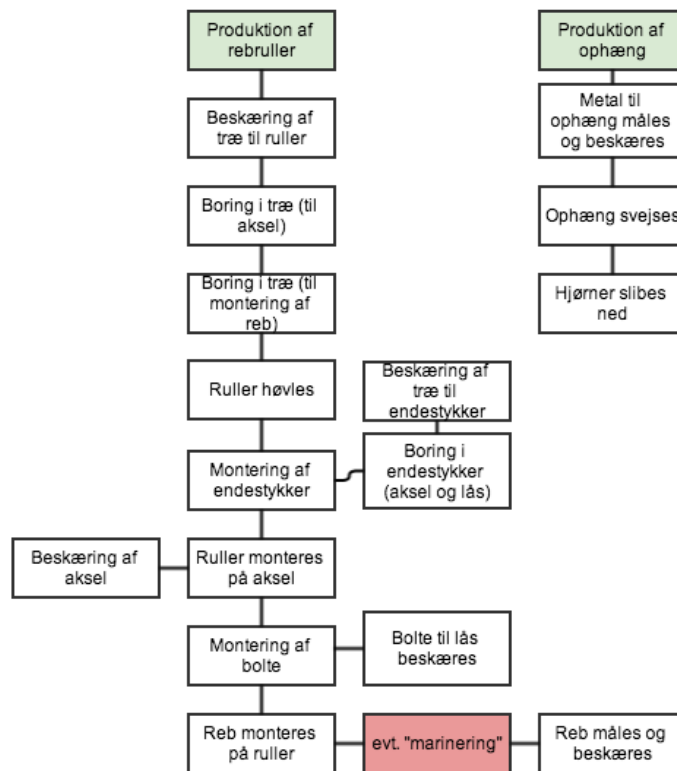 Produktion af
rebruller
Produktion af
ophæng
Beskæring af
træ til ruller
Metal til
ophæng måles
og beskæres
Boring i træ (til
aksel)
Ophæng svejses
Boring i træ (til
montering af
reb)
Hjørner slibes
ned
Ruller høvles
Beskæring af
træ til
endestykker
Montering af
endestykker
Boring i
endestykker
(aksel og lås)
Beskæring af
aksel
Ruller monteres
på aksel
Montering af
bolte
Bolte til lås
beskæres
Reb monteres
på ruller
evt. "marinering"
Reb måles og
beskæres